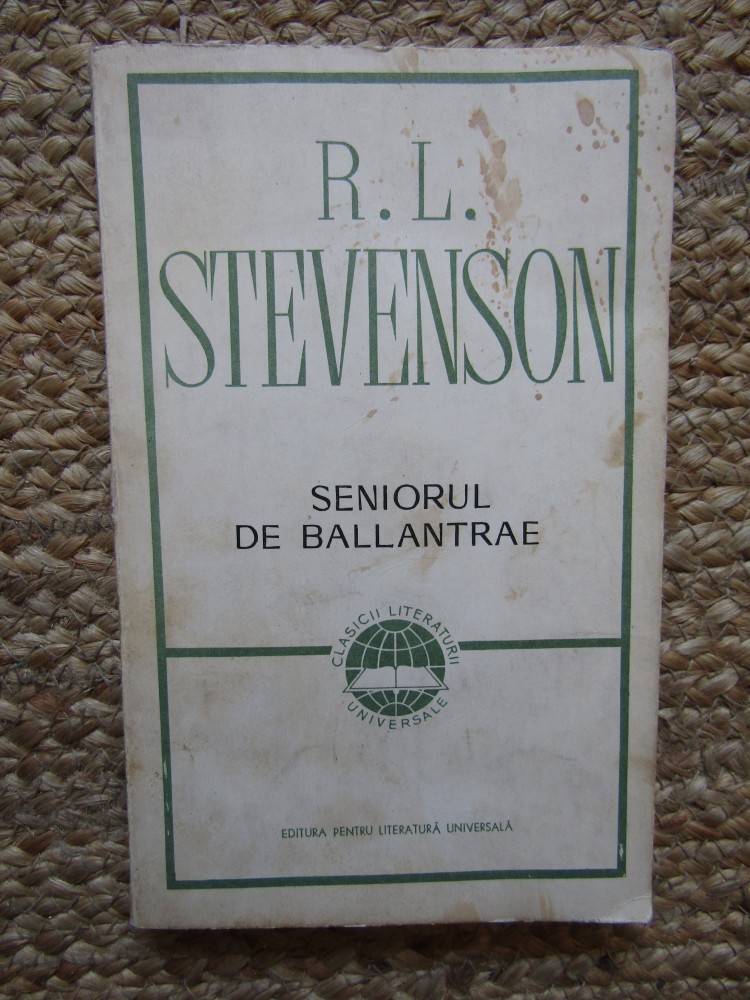 R. L.
STEVENSON
SENIORUL
DE BALLANTRAE
CLASICII LITERATURII
UNIVERSALE
EDITURA PENTRU LITERATURĂ UNIVERSALĂ